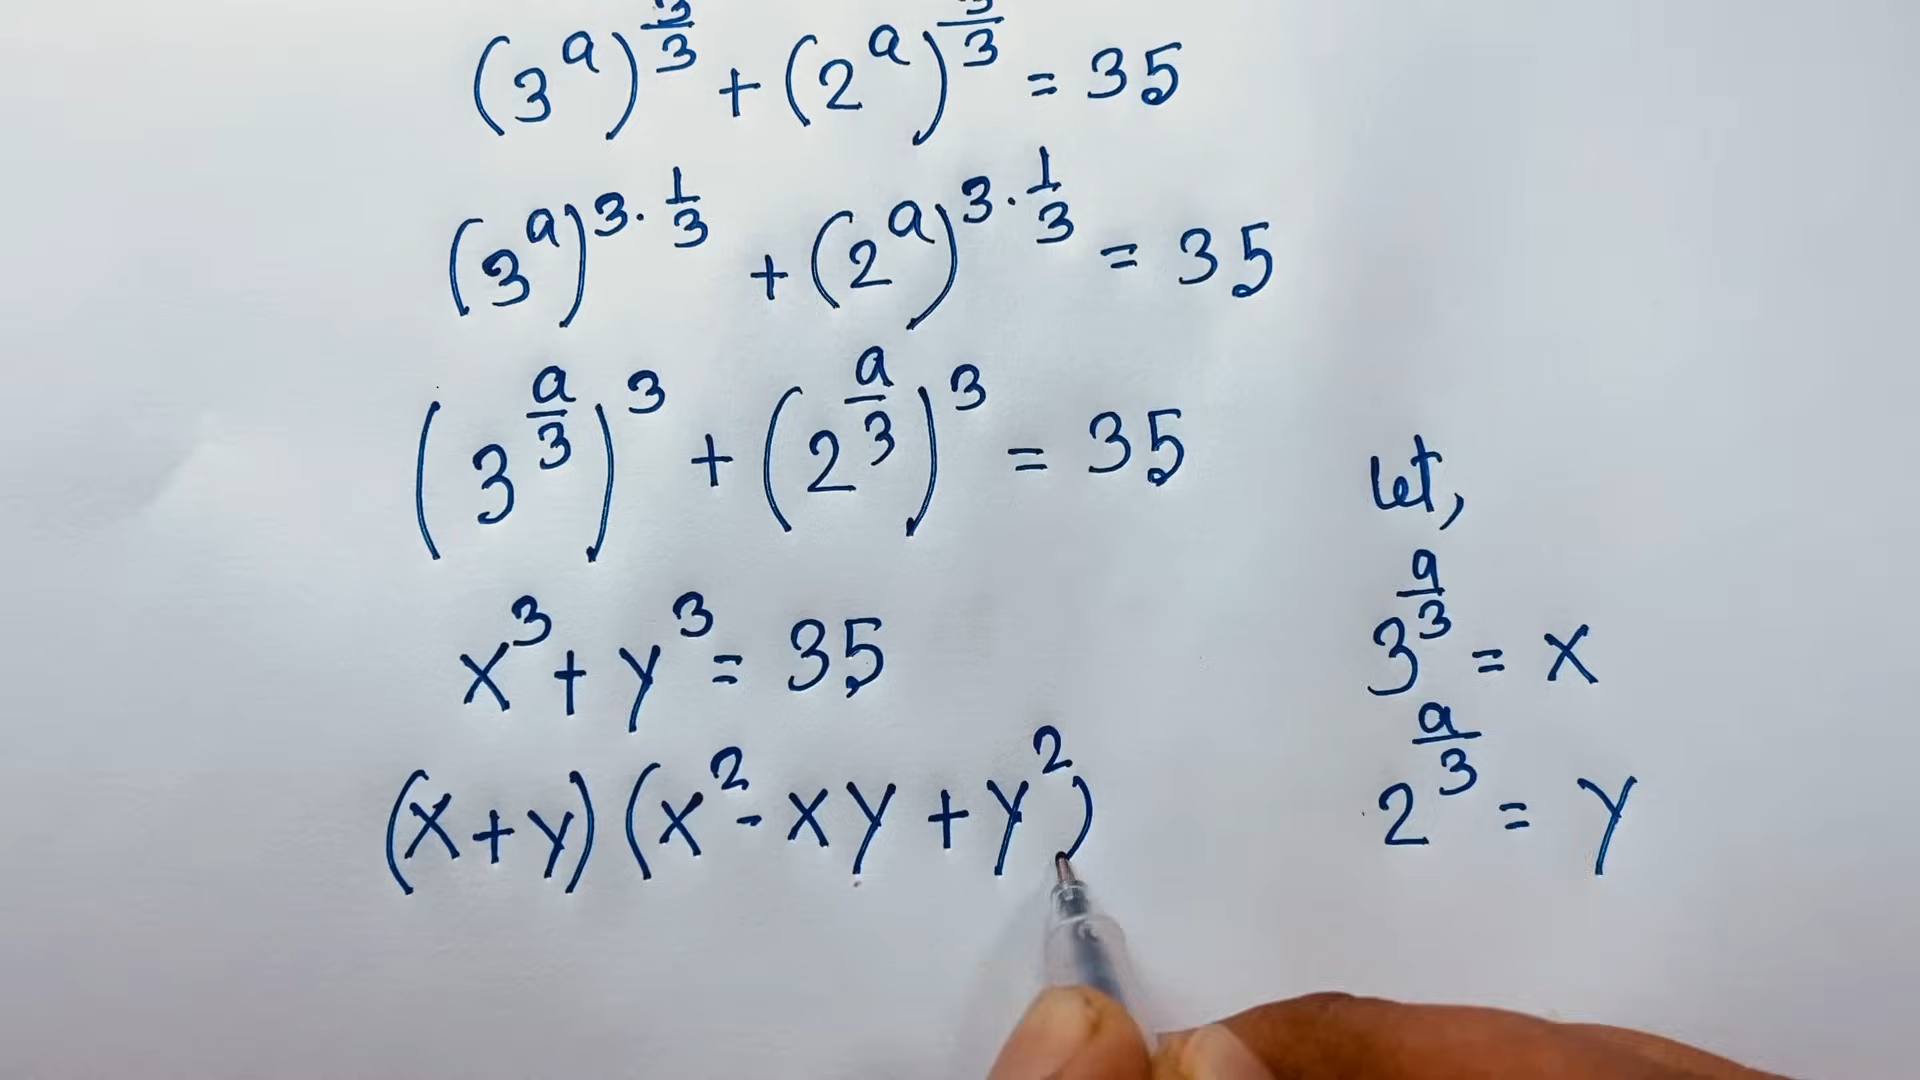 (3^a)^(3/3) + (2^a)^(3/3) = 35
(3^a)^(3·1/3) + (2^a)^(3·1/3) = 35
(3^(a/3))^3 + (2^(a/3))^3 = 35
x^3 + y^3 = 35
(x+y)(x^2-xy+y^2)
Let,
3^(a/3) = x
2^(a/3) = y